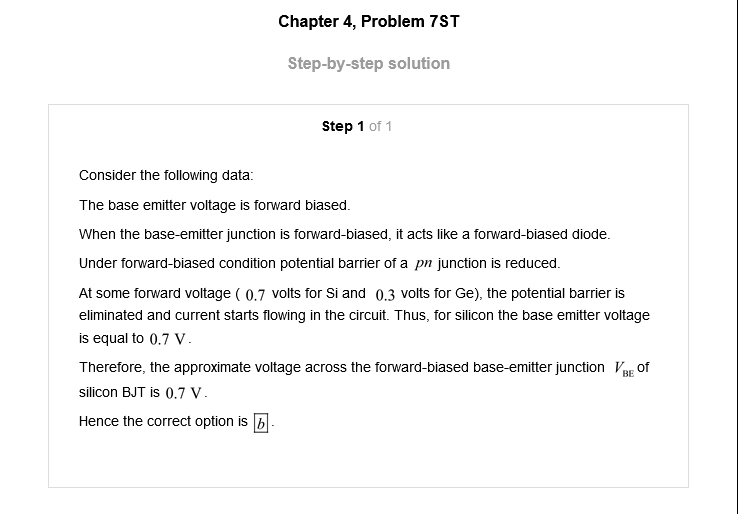 Chapter 4, Problem 7ST
Step-by-step solution
Step 1 of 1
Consider the following data:
The base emitter voltage is forward biased.
When the base-emitter junction is forward-biased, it acts like a forward-biased diode.
Under forward-biased condition potential barrier of a pn junction is reduced.
At some forward voltage ( 0.7 volts for Si and 0.3 volts for Ge), the potential barrier is
eliminated and current starts flowing in the circuit. Thus, for silicon the base emitter voltage
is equal to 0.7 V.
Therefore, the approximate voltage across the forward-biased base-emitter junction V_BE of
silicon BJT is 0.7 V.
Hence the correct option is b.